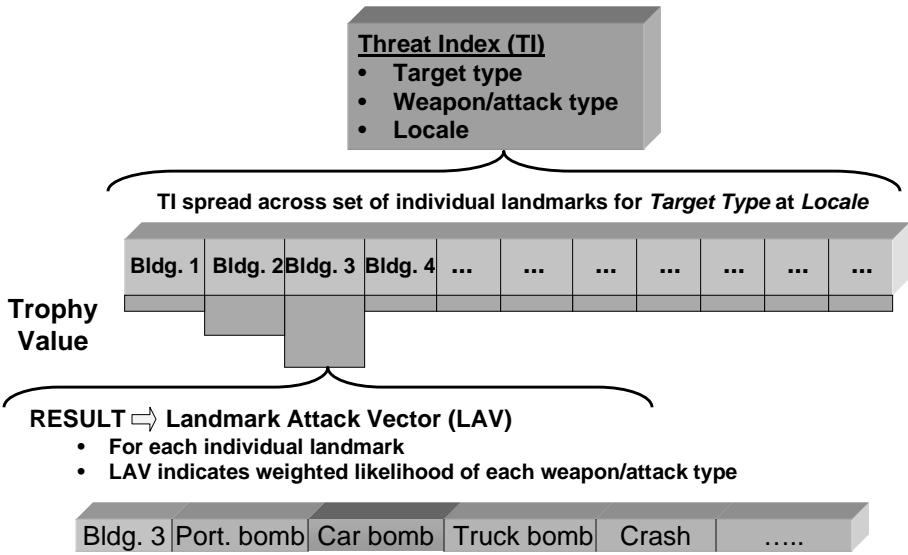 Threat Index (TI)
• Target type
• Weapon/attack type
• Locale
TI spread across set of individual landmarks for Target Type at Locale
Bldg. 1 Bldg. 2 Bldg. 3 Bldg. 4 ... ... ... ... ... ... ...
Trophy
Value
RESULT ⇨ Landmark Attack Vector (LAV)
• For each individual landmark
• LAV indicates weighted likelihood of each weapon/attack type
Bldg. 3 Port. bomb Car bomb Truck bomb Crash .....